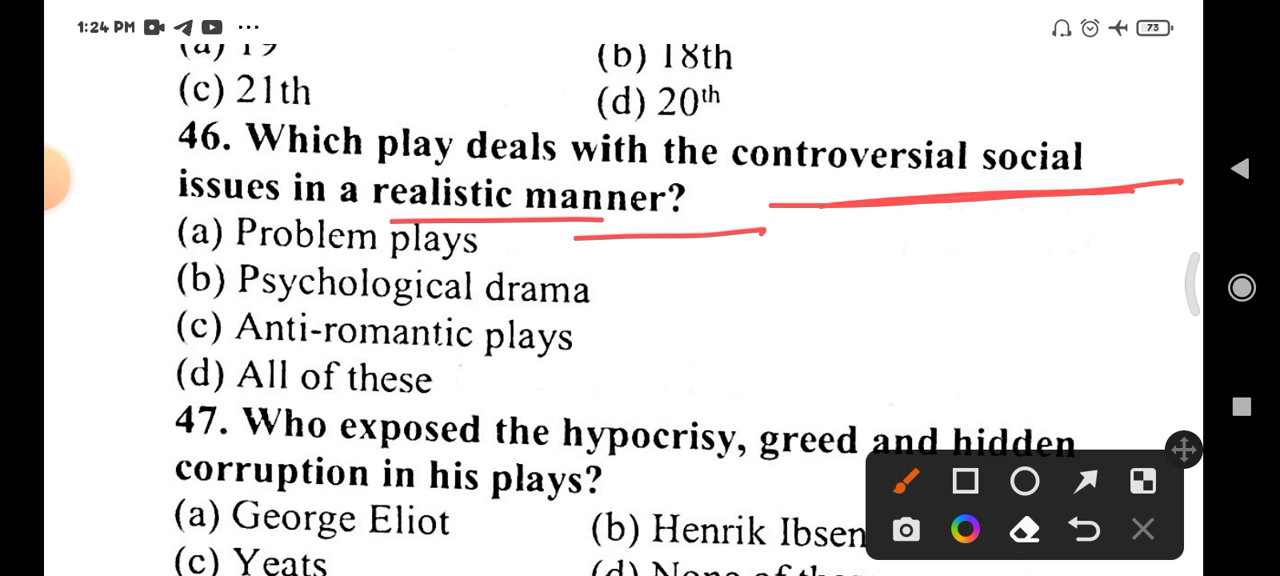 1:24 PM ...
73
(b) 18th
(c) 21th
(d) 20th
46. Which play deals with the controversial social
issues in a realistic manner?
(a) Problem plays
(b) Psychological drama
(c) Anti-romantic plays
(d) All of these
47. Who exposed the hypocrisy, greed and hidden
corruption in his plays?
(a) George Eliot
(b) Henrik Ibsen
(c) Yeats
(d) None of